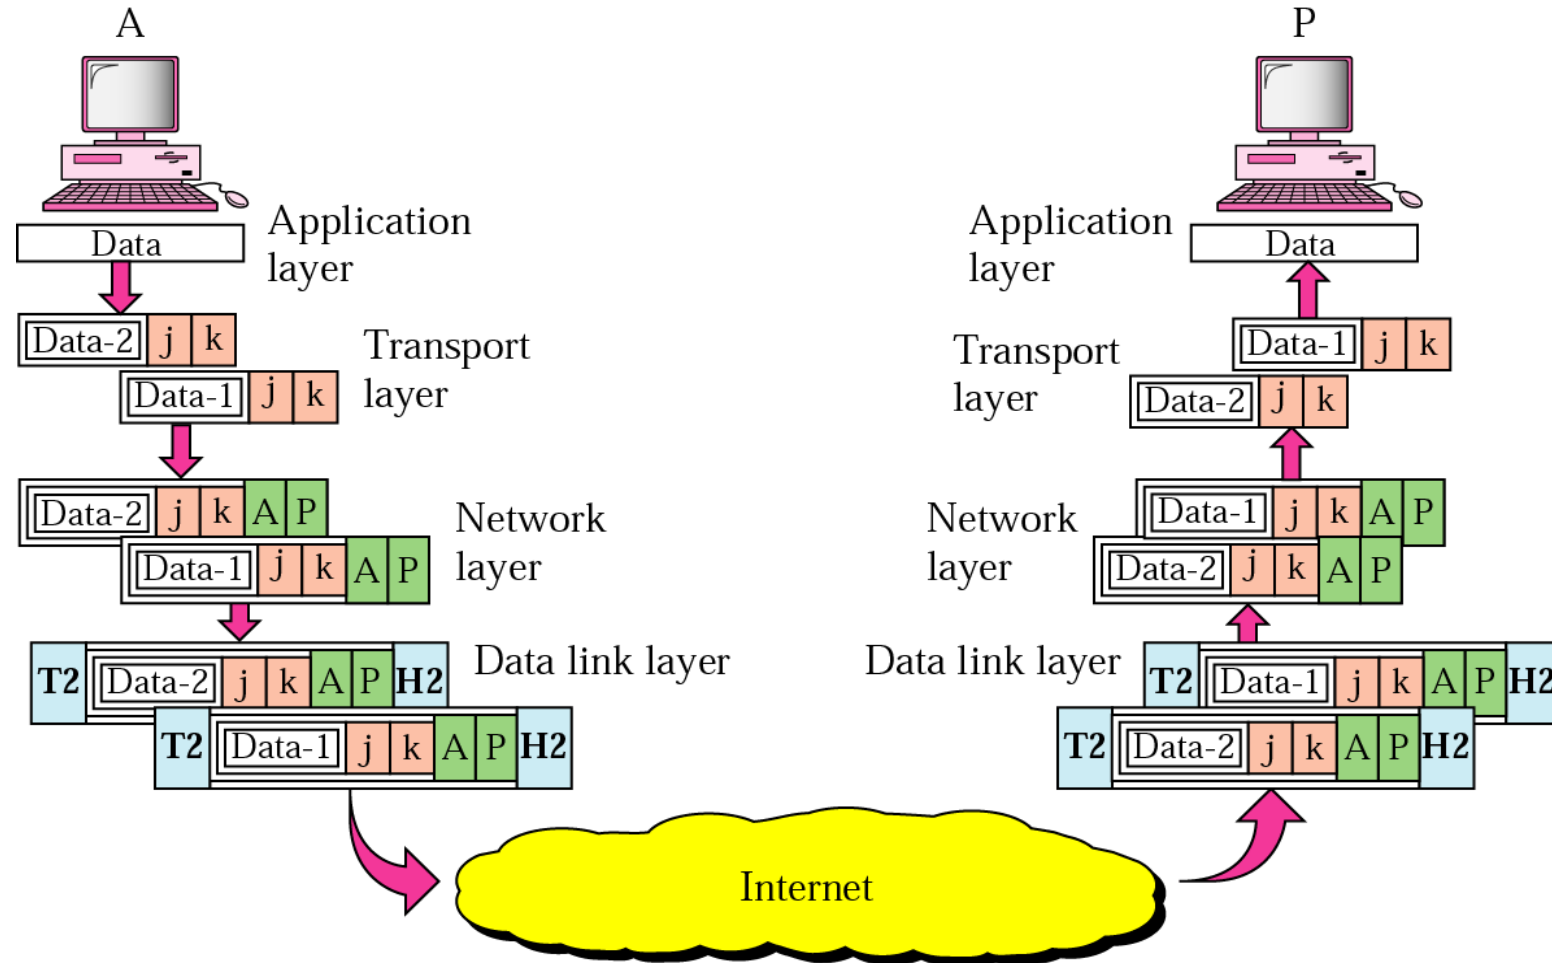 A
P
Data
Application
layer
Application
layer
Data
Data-2 j k
Transport
layer
Data-1 j k
Transport
layer
Data-1 j k
Data-2 j k
Data-2 j k A P
Network
layer
Data-1 j k A P
Network
layer
Data-1 j k A P
Data-2 j k A P
T2 Data-2 j k A P H2
Data link layer
T2 Data-1 j k A P H2
Data link layer
T2 Data-1 j k A P H2
T2 Data-2 j k A P H2
Internet